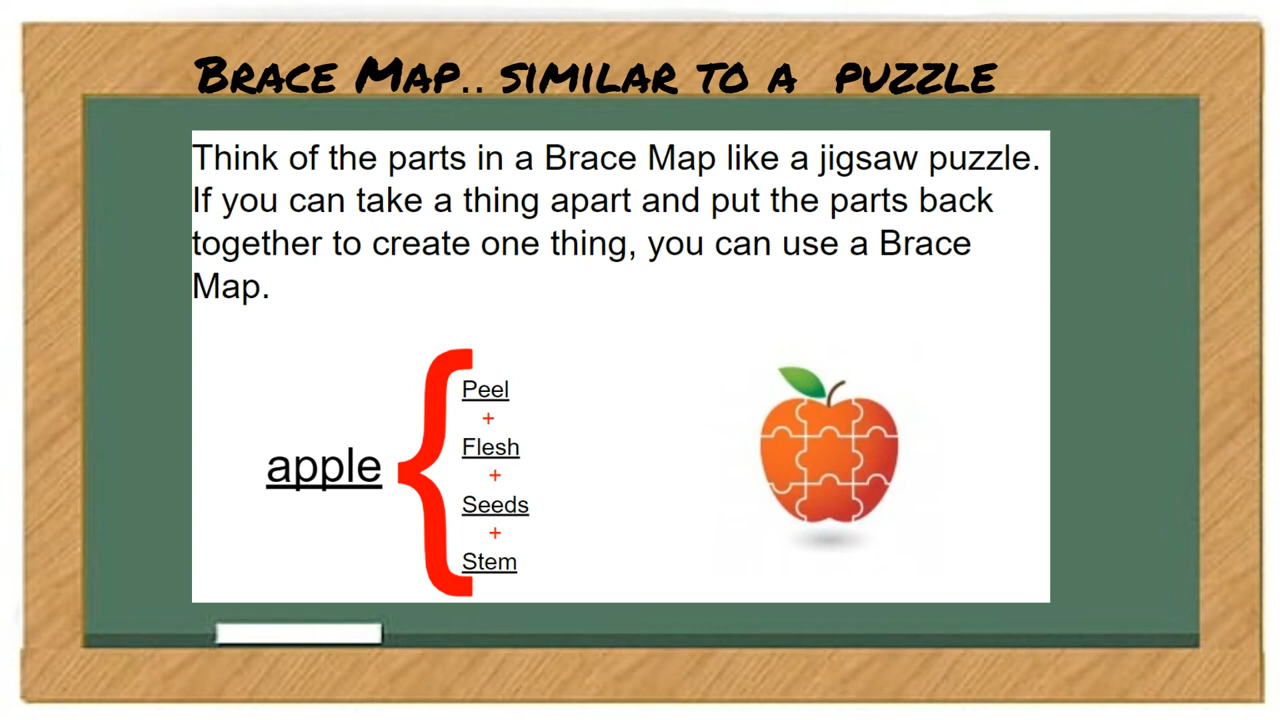 Brace Map.. similar to a puzzle
Think of the parts in a Brace Map like a jigsaw puzzle.
If you can take a thing apart and put the parts back
together to create one thing, you can use a Brace
Map.
apple
{
Peel
+
Flesh
+
Seeds
+
Stem